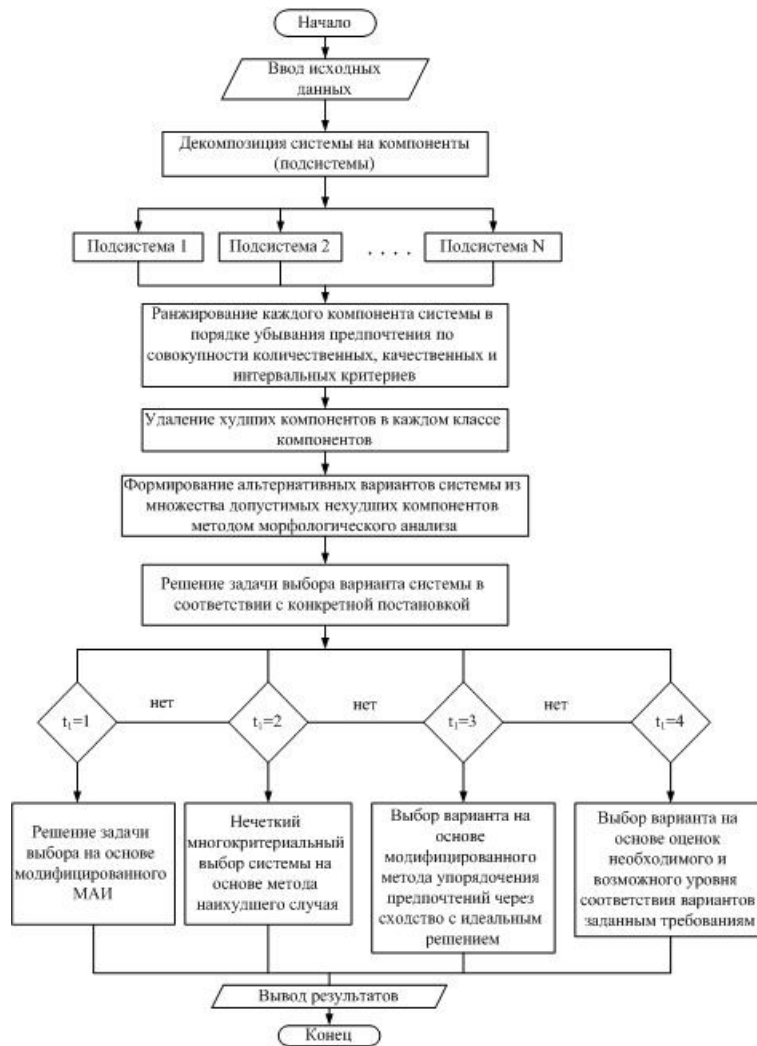 Начало
Ввод исходных
данных
Декомпозиция системы на компоненты
(подсистемы)
Подсистема 1
Подсистема 2
. . . .
Подсистема N
Ранжирование каждого компонента системы в
порядке убывания предпочтения по
совокупности количественных, качественных и
интервальных критериев
Удаление худших компонентов в каждом классе
компонентов
Формирование альтернативных вариантов системы из
множества допустимых нехудших компонентов
методом морфологического анализа
Решение задачи выбора варианта системы в
соответствии с конкретной постановкой
t₁=1
нет
t₁=2
нет
t₁=3
нет
t₁=4
Решение задачи
выбора на основе
модифицированного
МАИ
Нечеткий
многокритериальный
выбор системы на
основе метода
наихудшего случая
Выбор варианта на
основе
модифицированного
метода упорядочения
предпочтений через
сходство с идеальным
решением
Выбор варианта на
основе оценок
необходимого и
возможного уровня
соответствия вариантов
заданным требованиям
Вывод результатов
Конец